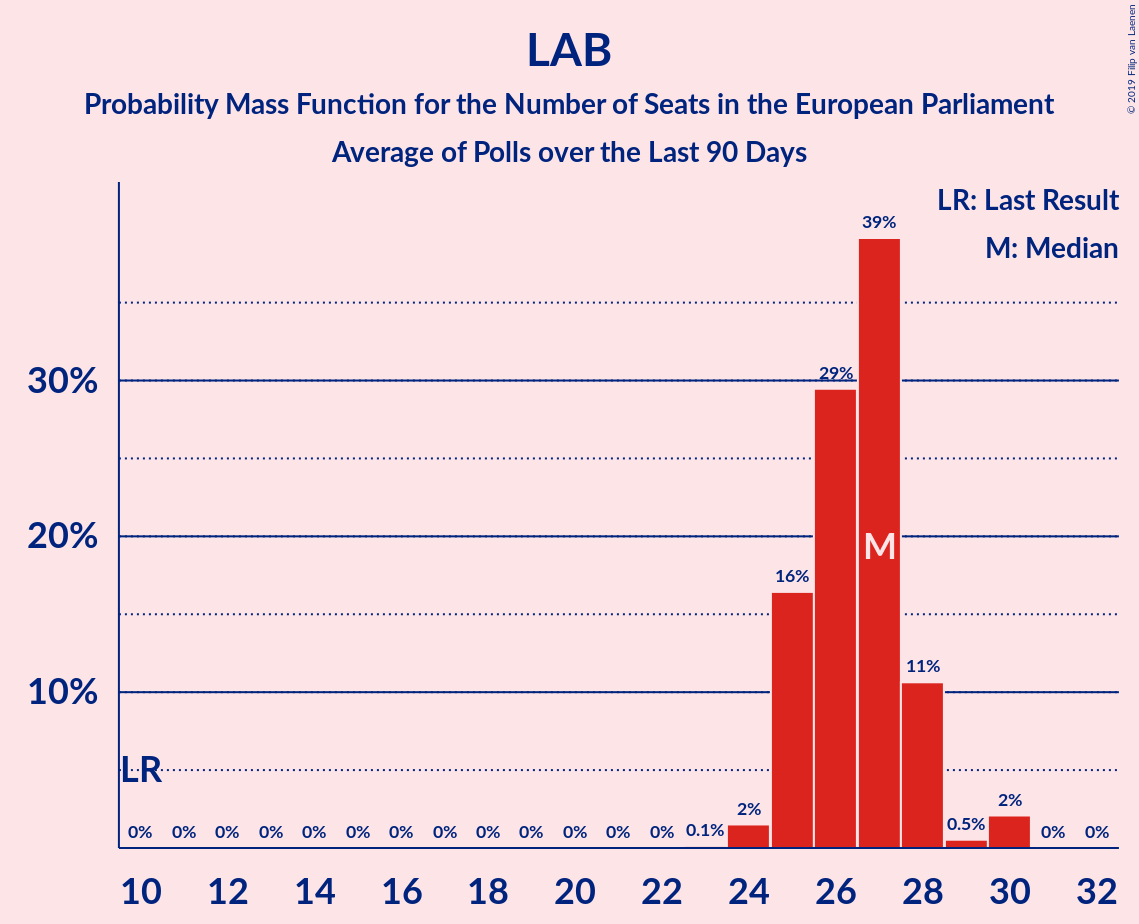 LAB
Probability Mass Function for the Number of Seats in the European Parliament
Average of Polls over the Last 90 Days
© 2019 Filip van Laenen
LR: Last Result
M: Median
39%
30%
29%
20%
M
16%
11%
10%
LR
0% 0% 0% 0% 0% 0% 0% 0% 0% 0% 0% 0% 0% 0.1% 2% 0.5% 2% 0% 0%
10 12 14 16 18 20 22 24 26 28 30 32